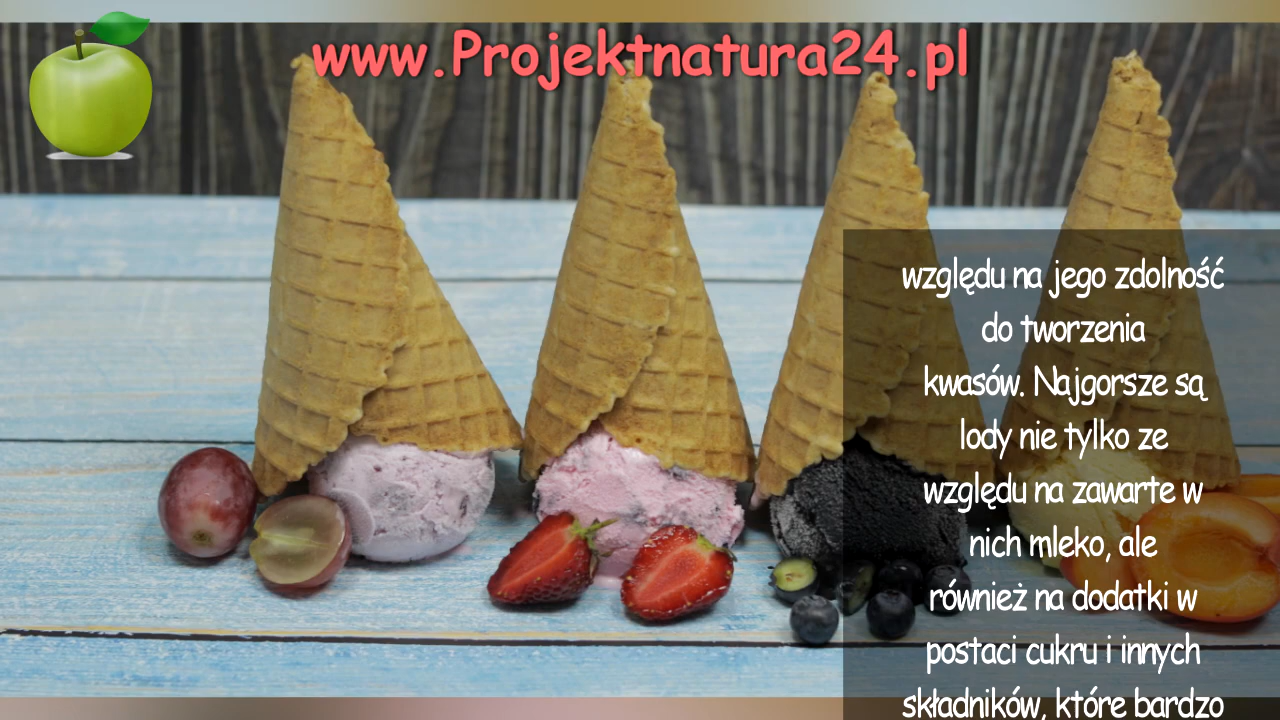 www.Projektnatura24.pl
względu na jego zdolność
do tworzenia
kwasów. Najgorsze są
lody nie tylko ze
względu na zawarte w
nich mleko, ale
również na dodatki w
postaci cukru i innych
składników, które bardzo